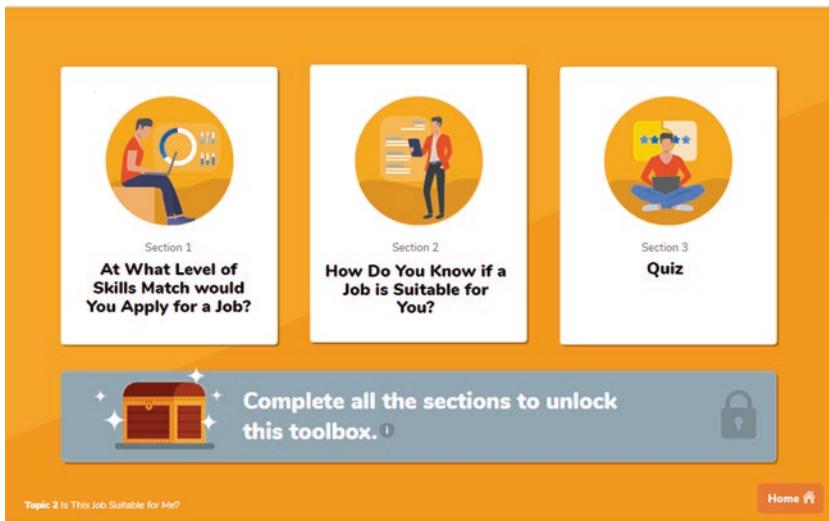 Section 1
At What Level of
Skills Match would
You Apply for a Job?
Section 2
How Do You Know if a
Job is Suitable for
You?
Section 3
Quiz
Complete all the sections to unlock
this toolbox. i
Topic 2 Is This Job Suitable for Me?
Home